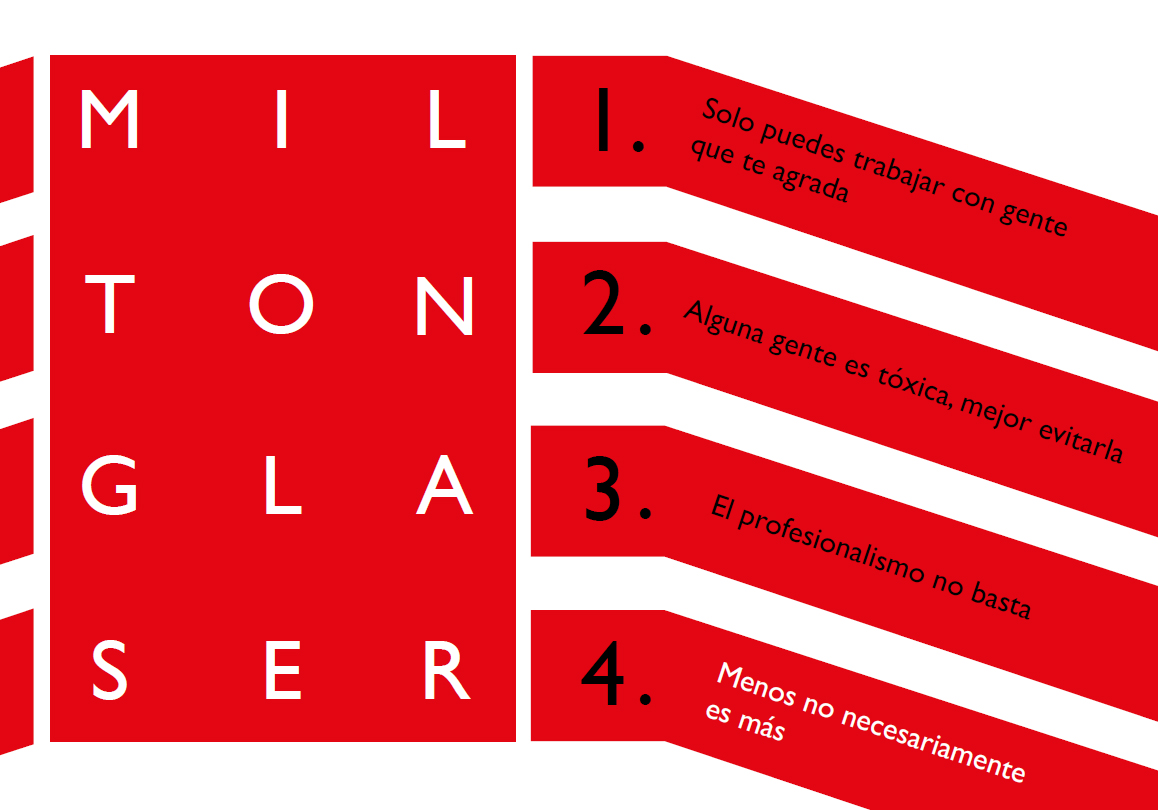 M I L
T O N
G L A
S E R
1.
Solo puedes trabajar con gente
que te agrada
2.
Alguna gente es tóxica, mejor evitarla
3.
El profesionalismo no basta
4.
Menos no necesariamente
es más